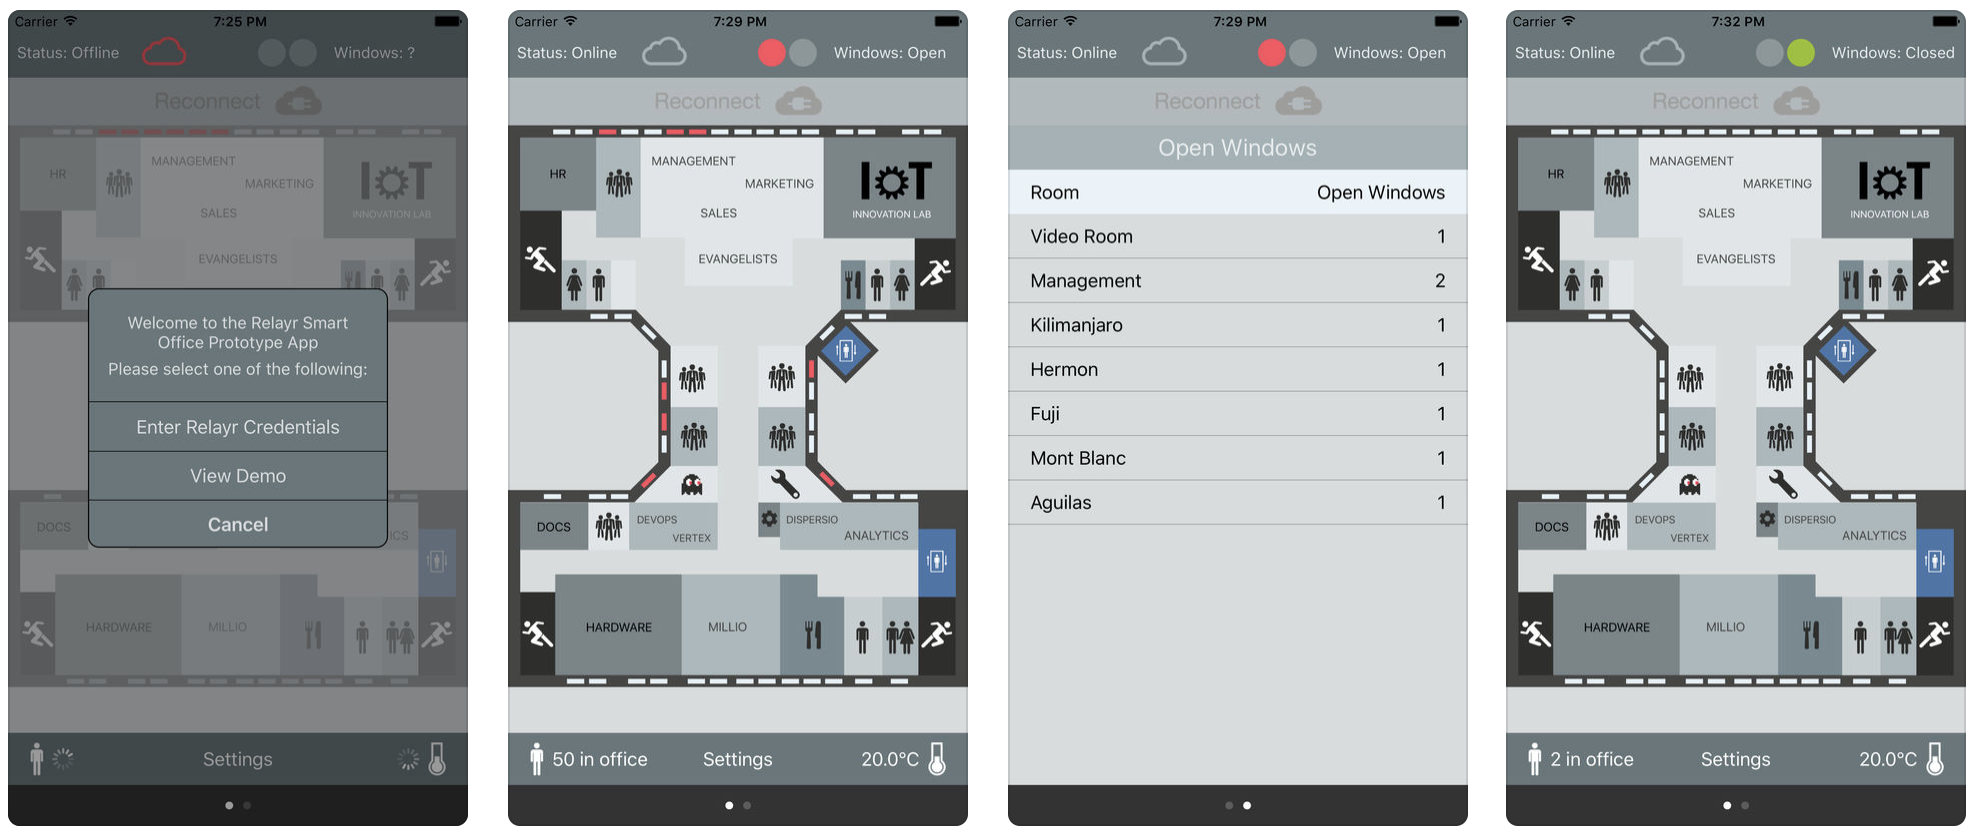 Carrier 7:25 PM
Status: Offline Windows: ?
Reconnect
HR
MANAGEMENT
MARKETING
SALES
EVANGELISTS
IoT
INNOVATION LAB
Welcome to the Relayr Smart
Office Prototype App
Please select one of the following:
Enter Relayr Credentials
View Demo
Cancel
DOCS
ICS
HARDWARE
MILLIO
Settings
Carrier 7:29 PM
Status: Online Windows: Open
Reconnect
HR
MANAGEMENT
MARKETING
SALES
EVANGELISTS
IoT
INNOVATION LAB
DOCS
DEVOPS
VERTEX
DISPERSIO
ANALYTICS
HARDWARE
MILLIO
50 in office Settings 20.0°C
Carrier 7:29 PM
Status: Online Windows: Open
Reconnect
Open Windows
Room Open Windows
Video Room 1
Management 2
Kilimanjaro 1
Hermon 1
Fuji 1
Mont Blanc 1
Aguilas 1
Carrier 7:32 PM
Status: Online Windows: Closed
Reconnect
HR
MANAGEMENT
MARKETING
SALES
EVANGELISTS
IoT
INNOVATION LAB
DOCS
DEVOPS
VERTEX
DISPERSIO
ANALYTICS
HARDWARE
MILLIO
2 in office Settings 20.0°C